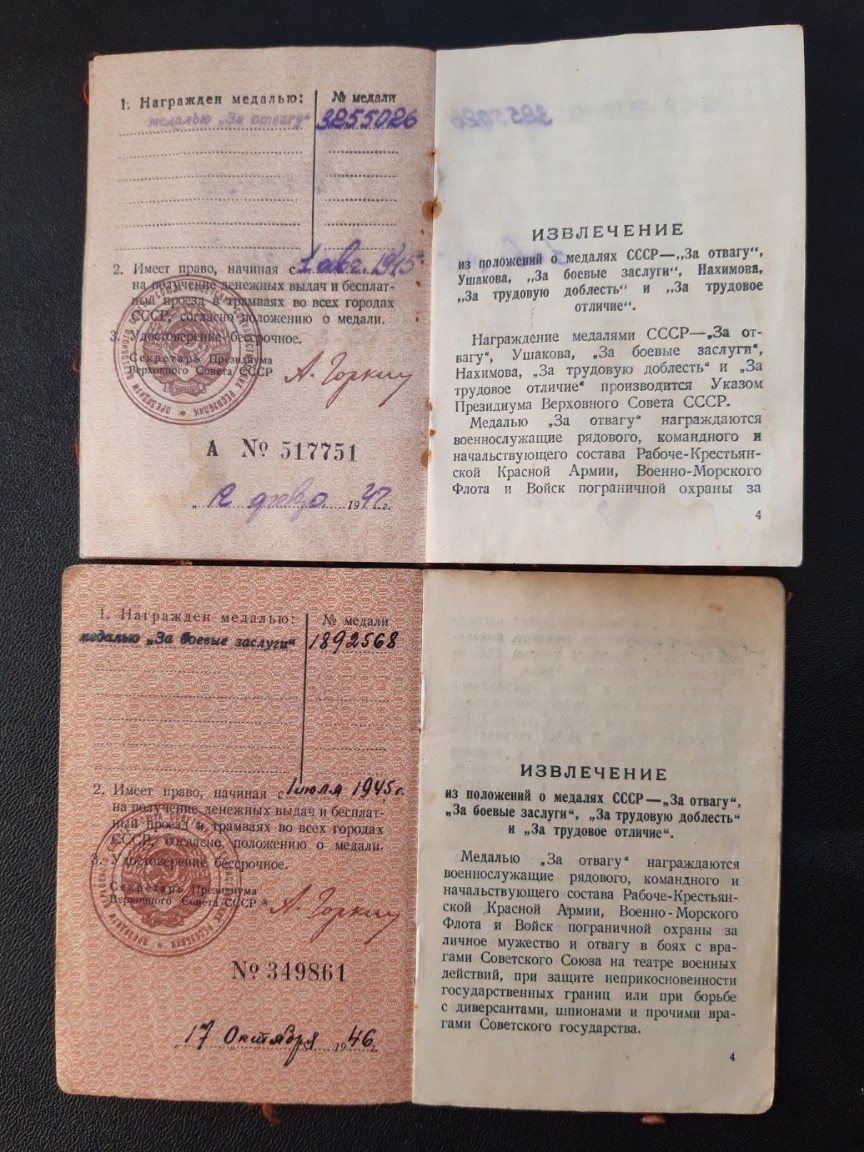 1. Награжден медалью: № медали
медалью „За отвагу" 3255026
2. Имеет право, начиная с 1 авг. 1945
на получение денежных выдач и бесплат-
ный проезд в трамваях во всех городах
СССР, согласно положению о медали.
3. Удостоверение бессрочное.
Секретарь Президиума
Верховного Совета СССР А. Горкин
А № 517751
„ 12 февр 1947 г.
ИЗВЛЕЧЕНИЕ
из положений о медалях СССР—„За отвагу",
Ушакова, „За боевые заслуги", Нахимова,
„За трудовую доблесть" и „За трудовое
отличие".
Награждение медалями СССР—„За от-
вагу", Ушакова, „За боевые заслуги",
Нахимова, „За трудовую доблесть" и „За
трудовое отличие" производится Указом
Президиума Верховного Совета СССР.
Медалью „За отвагу" награждаются
военнослужащие рядового, командного и
начальствующего состава Рабоче-Крестьян-
ской Красной Армии, Военно-Морского
Флота и Войск пограничной охраны за
4
1. Награжден медалью: № медали
медалью „За боевые заслуги" 1892568
2. Имеет право, начиная с 1 июля 1945 г.
на получение денежных выдач и бесплат-
ный проезд в трамваях во всех городах
СССР, согласно положению о медали.
3. Удостоверение бессрочное.
Секретарь Президиума
Верховного Совета СССР А. Горкин
№ 349861
„ 17 Октября 1946 г.
ИЗВЛЕЧЕНИЕ
из положений о медалях СССР—„За отвагу",
„За боевые заслуги", „За трудовую доблесть"
и „За трудовое отличие".
Медалью „За отвагу" награждаются
военнослужащие рядового, командного и
начальствующего состава Рабоче-Крестьян-
ской Красной Армии, Военно-Морского
Флота и Войск пограничной охраны за
личное мужество и отвагу в боях с вра-
гами Советского Союза на театре военных
действий, при защите неприкосновенности
государственных границ или при борьбе
с диверсантами, шпионами и прочими вра-
гами Советского государства.
4